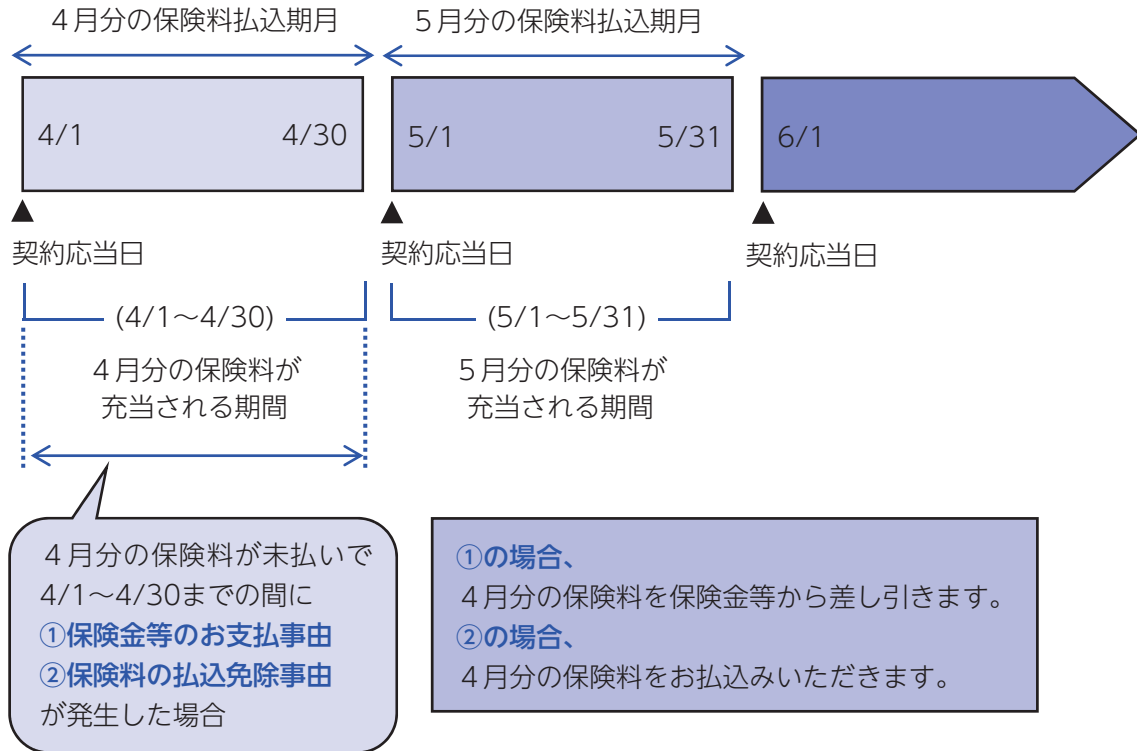 4月分の保険料払込期月
5月分の保険料払込期月
4/1
4/30
5/1
5/31
6/1
▲
▲
▲
契約応当日
契約応当日
契約応当日
(4/1～4/30)
(5/1～5/31)
4月分の保険料が
充当される期間
5月分の保険料が
充当される期間
4月分の保険料が未払いで
4/1～4/30までの間に
①保険金等のお支払事由
②保険料の払込免除事由
が発生した場合
①の場合、
4月分の保険料を保険金等から差し引きます。
②の場合、
4月分の保険料をお払込みいただきます。